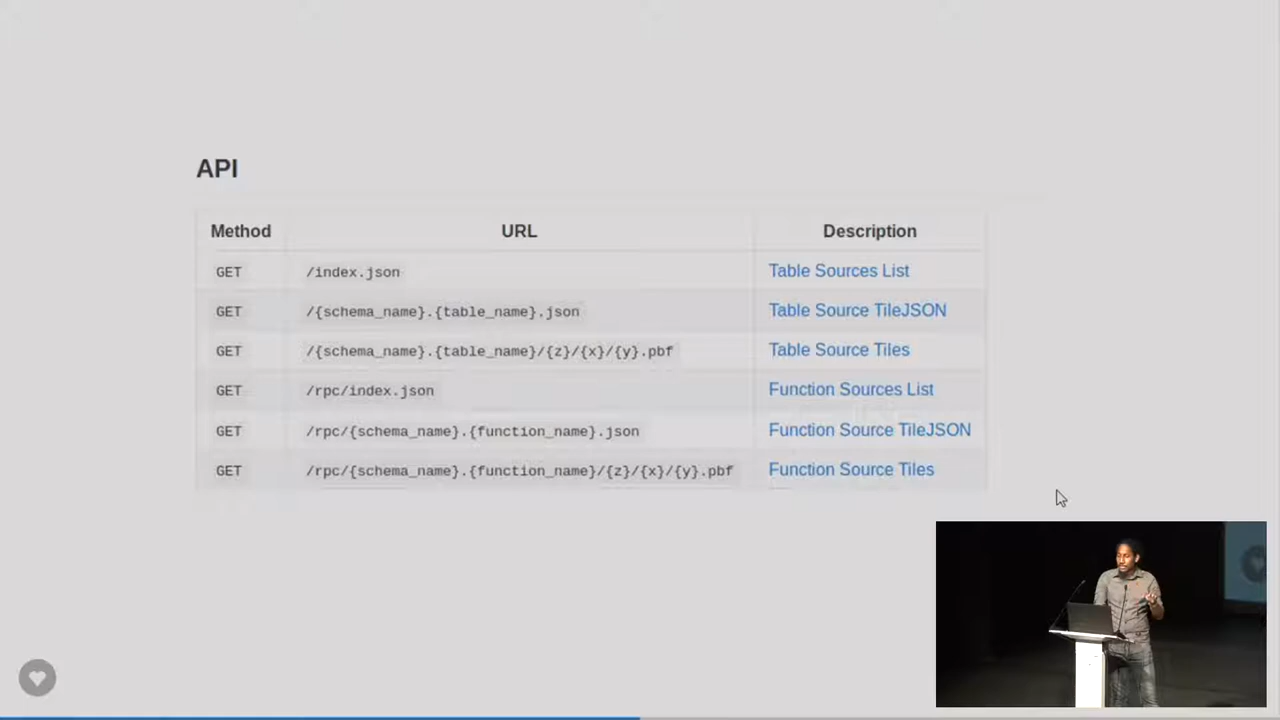 API
Method URL Description
GET /index.json Table Sources List
GET /{schema_name}.{table_name}.json Table Source TileJSON
GET /{schema_name}.{table_name}/{z}/{x}/{y}.pbf Table Source Tiles
GET /rpc/index.json Function Sources List
GET /rpc/{schema_name}.{function_name}.json Function Source TileJSON
GET /rpc/{schema_name}.{function_name}/{z}/{x}/{y}.pbf Function Source Tiles